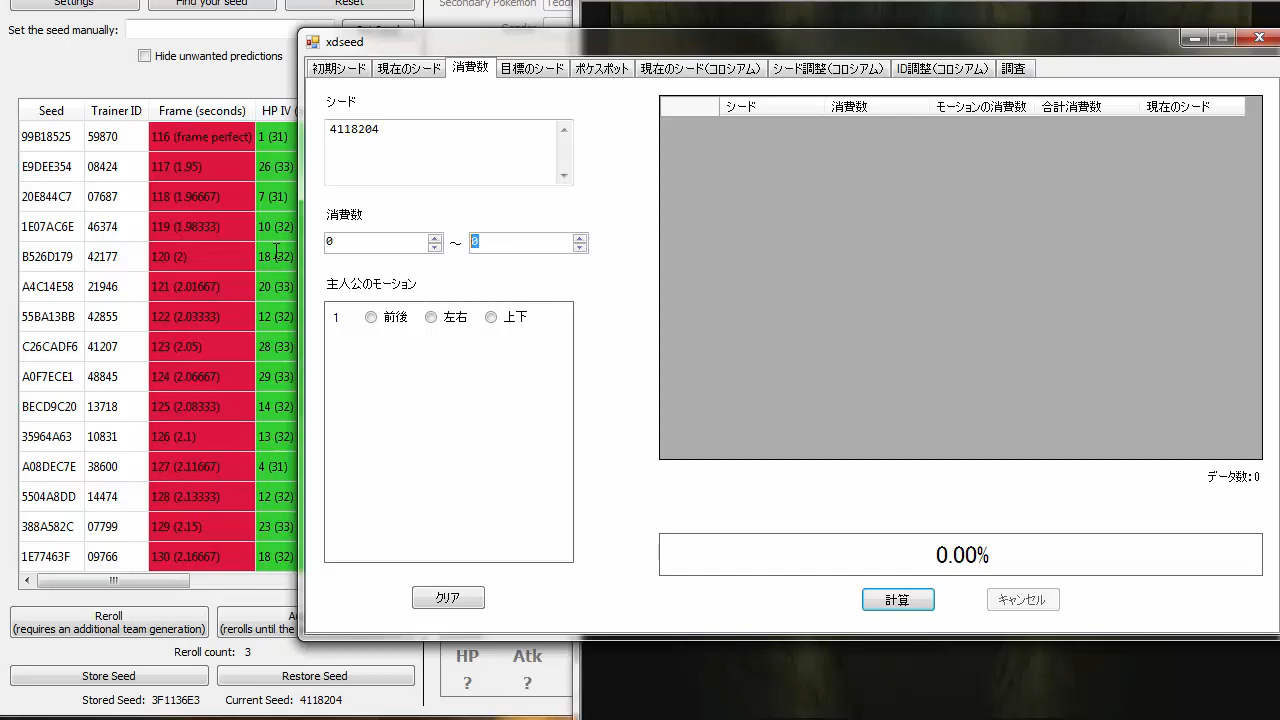 Settings
Find your seed
Reset
Secondary Pokemon
Set the seed manually:
Hide unwanted predictions
Seed Trainer ID Frame (seconds) HP IV (
99B18525 59870 116 (frame perfect) 1 (31)
E9DEE354 08424 117 (1.95) 26 (33)
20E844C7 07687 118 (1.96667) 7 (31)
1E07AC6E 46374 119 (1.98333) 10 (32)
B526D179 42177 120 (2) 18 (32)
A4C14E58 21946 121 (2.01667) 20 (33)
55BA13BB 42855 122 (2.03333) 12 (32)
C26CADF6 41207 123 (2.05) 28 (33)
A0F7ECE1 48845 124 (2.06667) 29 (33)
BECD9C20 13718 125 (2.08333) 14 (32)
35964A63 10831 126 (2.1) 13 (32)
A08DEC7E 38600 127 (2.11667) 4 (31)
5504A8DD 14474 128 (2.13333) 12 (32)
388A582C 07799 129 (2.15) 23 (33)
1E77463F 09766 130 (2.16667) 18 (32)
Reroll
(requires an additional team generation)
(rerolls until the
Reroll count: 3
Store Seed
Restore Seed
Stored Seed: 3F1136E3
Current Seed: 4118204
HP Atk
? ?
xdseed
初期シード 現在のシード 消費数 目標のシード ポケスポット 現在のシード(コロシアム) シード調整(コロシアム) ID調整(コロシアム) 調査
シード
4118204
消費数
0 ～ 0
主人公のモーション
1 前後 左右 上下
クリア
シード 消費数 モーションの消費数 合計消費数 現在のシード
データ数:0
0.00%
計算
キャンセル